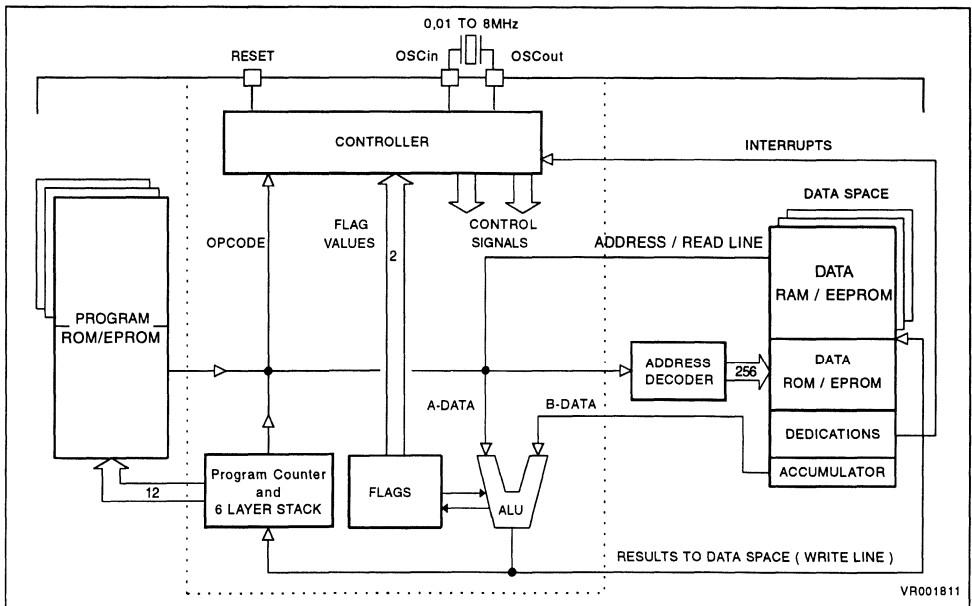 0,01 TO 8MHz
RESET
OSCin
OSCout
CONTROLLER
INTERRUPTS
OPCODE
FLAG
VALUES
2
CONTROL
SIGNALS
DATA SPACE
ADDRESS / READ LINE
DATA
RAM / EEPROM
PROGRAM
ROM/EPROM
ADDRESS
DECODER
256
DATA
ROM / EPROM
A-DATA
B-DATA
DEDICATIONS
ACCUMULATOR
12
Program Counter
and
6 LAYER STACK
FLAGS
ALU
RESULTS TO DATA SPACE ( WRITE LINE )
VR001811